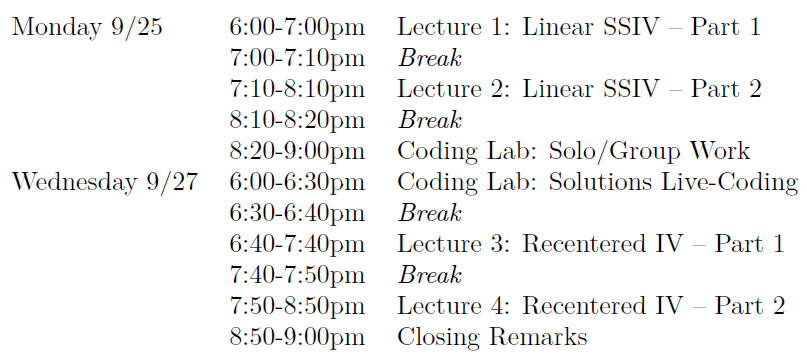 Monday 9/25 6:00-7:00pm Lecture 1: Linear SSIV – Part 1
7:00-7:10pm Break
7:10-8:10pm Lecture 2: Linear SSIV – Part 2
8:10-8:20pm Break
8:20-9:00pm Coding Lab: Solo/Group Work
Wednesday 9/27 6:00-6:30pm Coding Lab: Solutions Live-Coding
6:30-6:40pm Break
6:40-7:40pm Lecture 3: Recentered IV – Part 1
7:40-7:50pm Break
7:50-8:50pm Lecture 4: Recentered IV – Part 2
8:50-9:00pm Closing Remarks